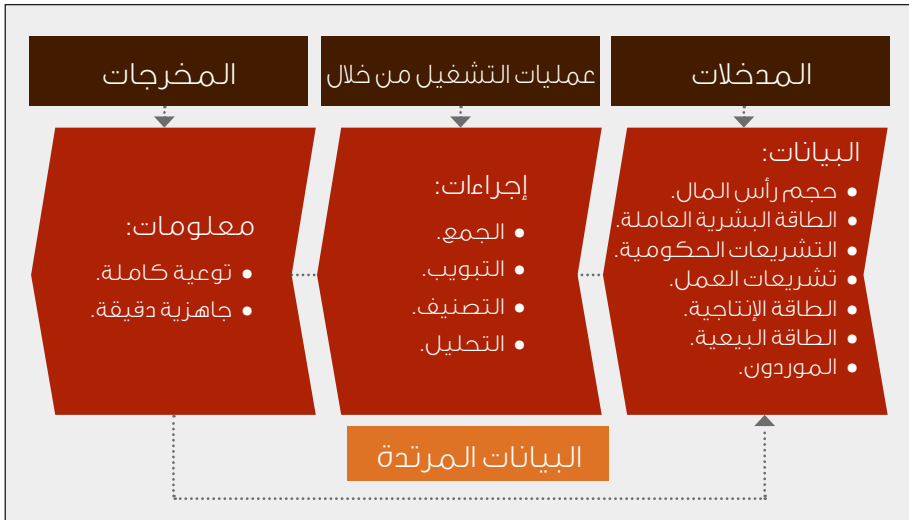 المدخلات
البيانات:
• حجم رأس المال.
• الطاقة البشرية العاملة.
• التشريعات الحكومية.
• تشريعات العمل.
• الطاقة الإنتاجية.
• الطاقة البيعية.
• الموردون.
عمليات التشغيل من خلال
إجراءات:
• الجمع.
• التبويب.
• التصنيف.
• التحليل.
المخرجات
معلومات:
• توعية كاملة.
• جاهزية دقيقة.
البيانات المرتدة